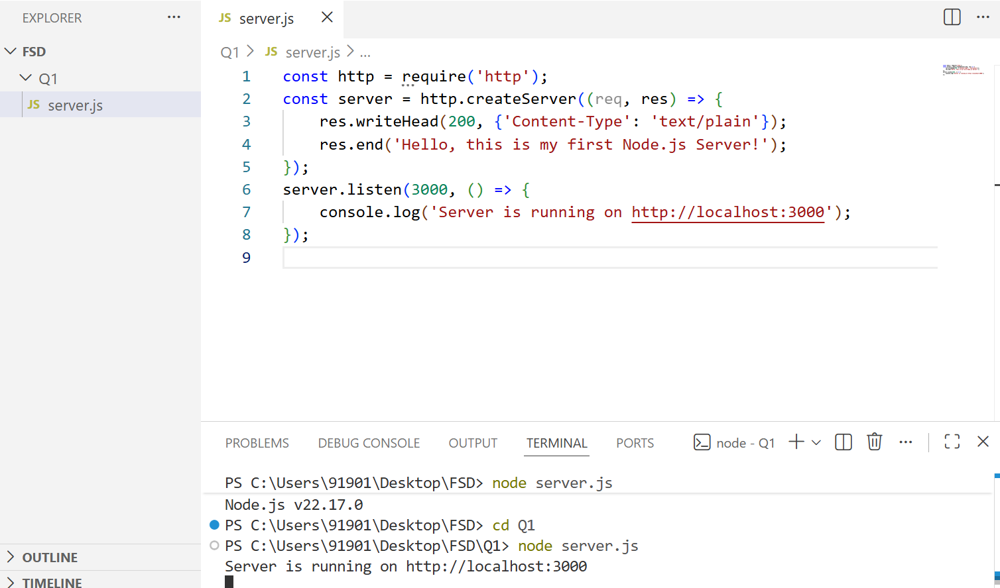 EXPLORER ...
FSD
Q1
JS server.js
OUTLINE
TIMELINE
JS server.js
Q1 > JS server.js > ...
1 const http = require('http');
2 const server = http.createServer((req, res) => {
3 res.writeHead(200, {'Content-Type': 'text/plain'});
4 res.end('Hello, this is my first Node.js Server!');
5 });
6 server.listen(3000, () => {
7 console.log('Server is running on http://localhost:3000');
8 });
9
PROBLEMS DEBUG CONSOLE OUTPUT TERMINAL PORTS node - Q1
PS C:\Users\91901\Desktop\FSD> node server.js
Node.js v22.17.0
PS C:\Users\91901\Desktop\FSD> cd Q1
PS C:\Users\91901\Desktop\FSD\Q1> node server.js
Server is running on http://localhost:3000